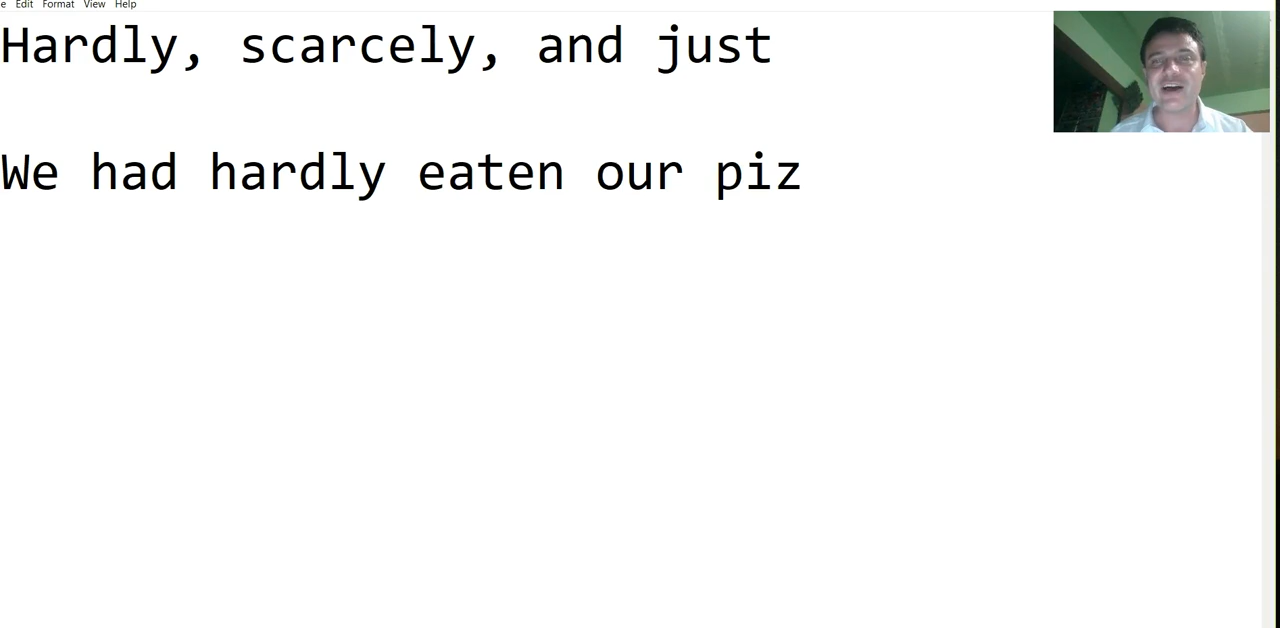 e Edit Format View Help
Hardly, scarcely, and just
We had hardly eaten our piz